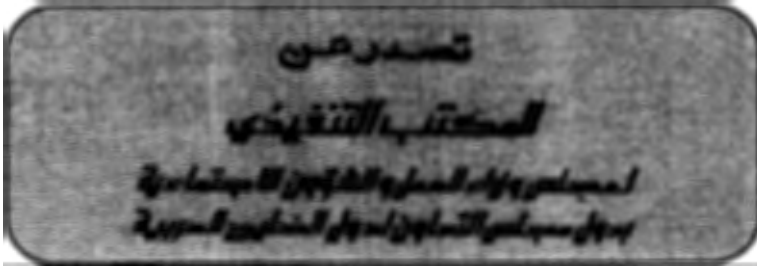 تصدر عن
المكتب التنفيذي
لمجلس وزراء العمل والشؤون الاجتماعية
بدول مجلس التعاون لدول الخليج العربية